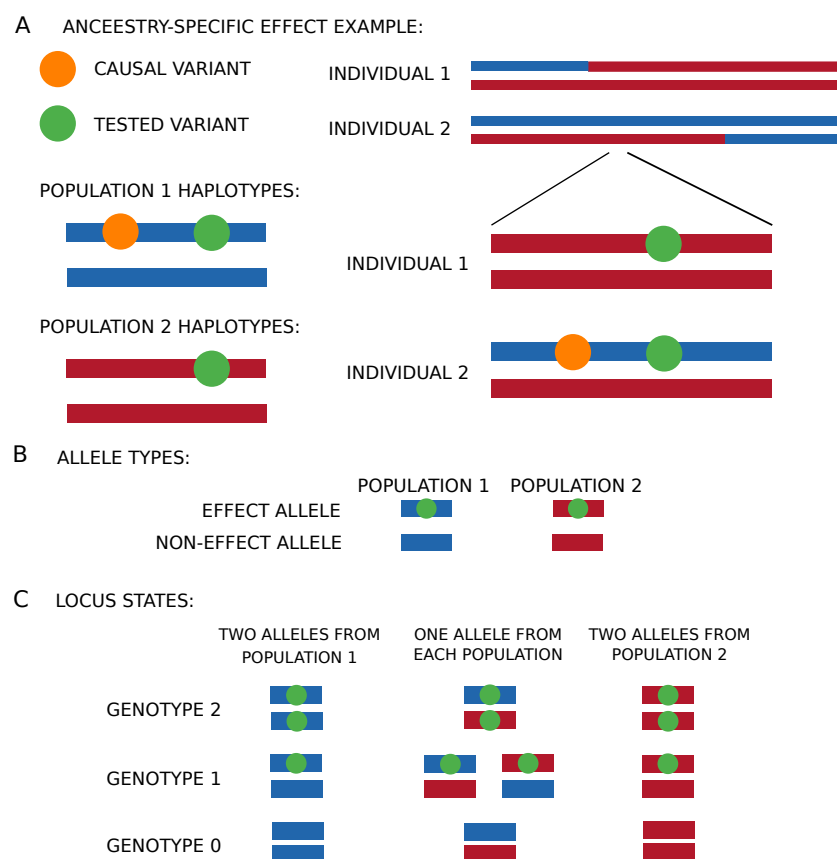 A ANCEESTRY-SPECIFIC EFFECT EXAMPLE:
CAUSAL VARIANT
TESTED VARIANT
INDIVIDUAL 1
INDIVIDUAL 2
POPULATION 1 HAPLOTYPES:
POPULATION 2 HAPLOTYPES:
INDIVIDUAL 1
INDIVIDUAL 2
B ALLELE TYPES:
POPULATION 1 POPULATION 2
EFFECT ALLELE
NON-EFFECT ALLELE
C LOCUS STATES:
TWO ALLELES FROM
POPULATION 1
ONE ALLELE FROM
EACH POPULATION
TWO ALLELES FROM
POPULATION 2
GENOTYPE 2
GENOTYPE 1
GENOTYPE 0